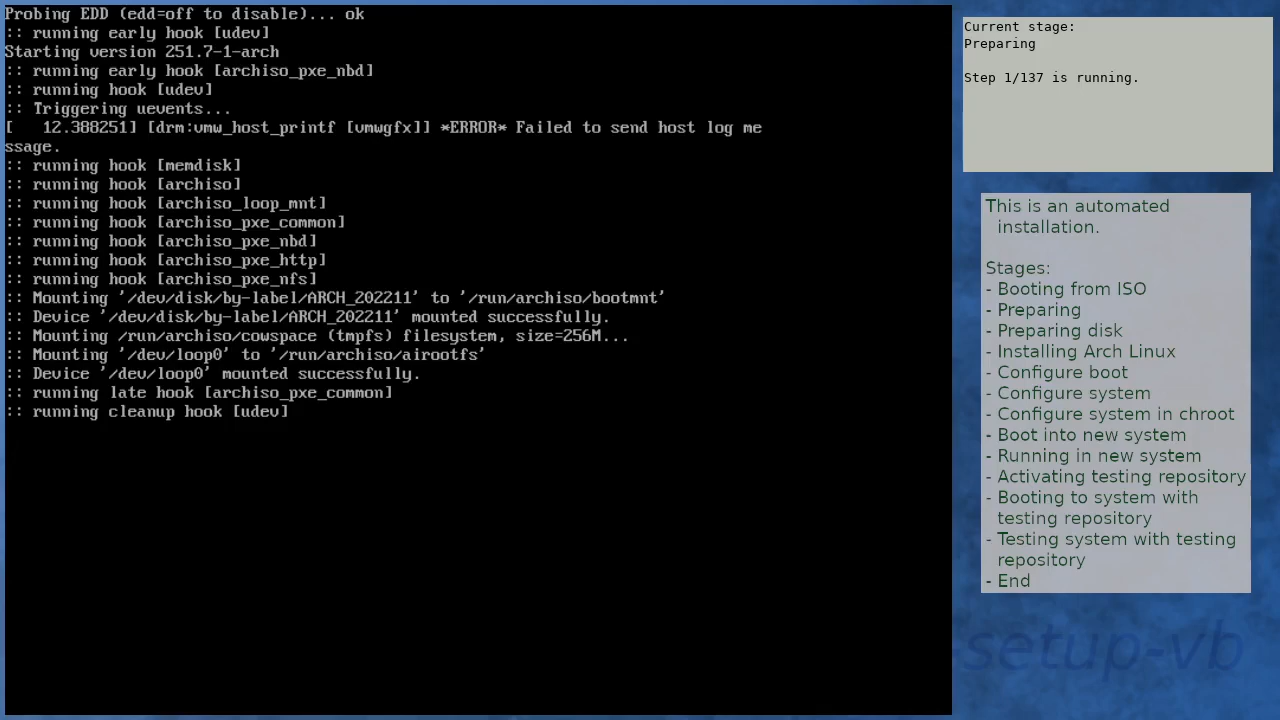 Probing EDD (edd=off to disable)... ok
:: running early hook [udev]
Starting version 251.7-1-arch
:: running early hook [archiso_pxe_nbd]
:: running hook [udev]
:: Triggering uevents...
[   12.388251] [drm:vmw_host_printf [vmwgfx]] *ERROR* Failed to send host log me
ssage.
:: running hook [memdisk]
:: running hook [archiso]
:: running hook [archiso_loop_mnt]
:: running hook [archiso_pxe_common]
:: running hook [archiso_pxe_nbd]
:: running hook [archiso_pxe_http]
:: running hook [archiso_pxe_nfs]
:: Mounting '/dev/disk/by-label/ARCH_202211' to '/run/archiso/bootmnt'
:: Device '/dev/disk/by-label/ARCH_202211' mounted successfully.
:: Mounting /run/archiso/cowspace (tmpfs) filesystem, size=256M...
:: Mounting '/dev/loop0' to '/run/archiso/airootfs'
:: Device '/dev/loop0' mounted successfully.
:: running late hook [archiso_pxe_common]
:: running cleanup hook [udev]
Current stage:
Preparing
Step 1/137 is running.
This is an automated
installation.
Stages:
- Booting from ISO
- Preparing
- Preparing disk
- Installing Arch Linux
- Configure boot
- Configure system
- Configure system in chroot
- Boot into new system
- Running in new system
- Activating testing repository
- Booting to system with
testing repository
- Testing system with testing
repository
- End
-setup-vb